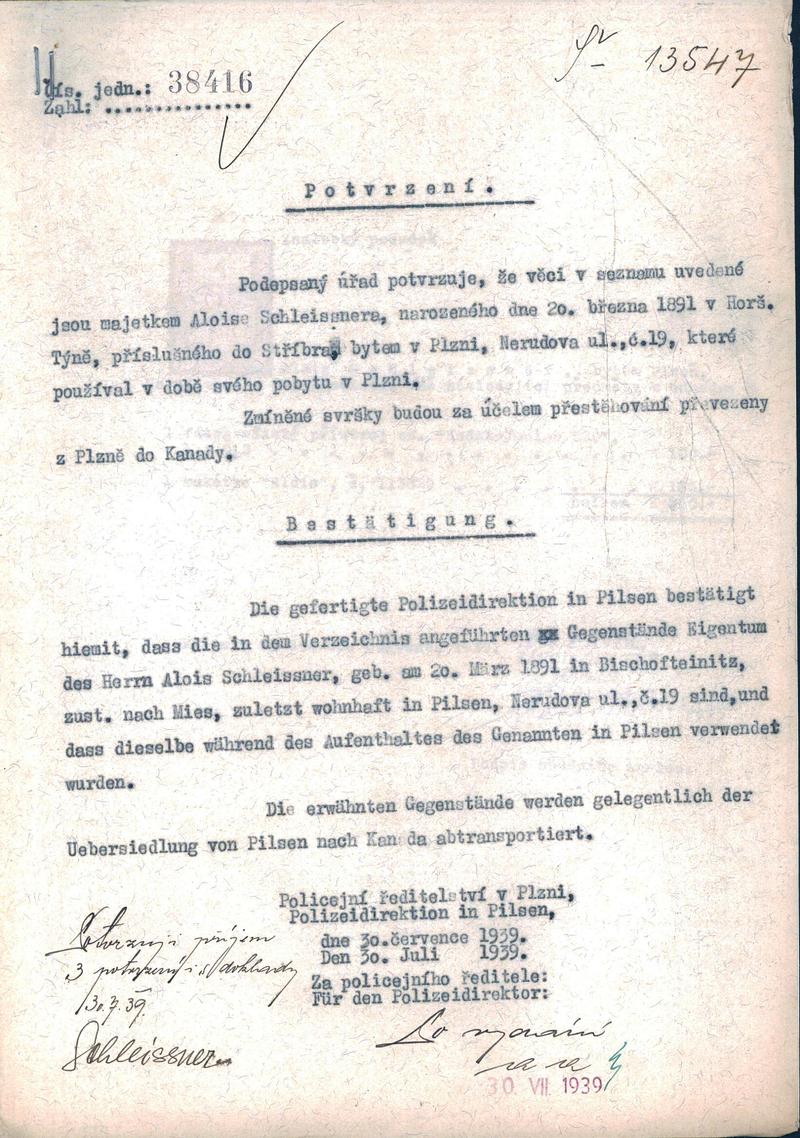 čís. jedn.: 38416
Zahl:
13547
Potvrzení.
Podepsaný úřad potvrzuje, že věci v seznamu uvedené
jsou majetkem Aloise Schleissnera, narozeného dne 2o. března 1891 v Horš.
Týně, příslušného do Stříbra, bytem v Plzni, Nerudova ul.,č.19, které
používal v době svého pobytu v Plzni.
Zmíněné svršky budou za účelem přestěhování převezeny
z Plzně do Kanady.
Bestätigung.
Die gefertigte Polizeidirektion in Pilsen bestätigt
hiemit, dass die in dem Verzeichnis angeführten Gegenstände Eigentum
des Herrn Alois Schleissner, geb. am 2o. März 1891 in Bischofteinitz,
zust. nach Mies, zuletzt wohnhaft in Pilsen, Nerudova ul.,č.19 sind,und
dass dieselbe während des Aufenthaltes des Genannten in Pilsen verwendet
wurden.
Die erwähnten Gegenstände werden gelegentlich der
Uebersiedlung von Pilsen nach Kanada abtransportiert.
Policejní ředitelství v Plzni,
Polizeidirektion in Pilsen,
dne 3o.července 1939.
Den 3o. Juli 1939.
Za policejního ředitele:
Für den Polizeidirektor:
Potvrzuji příjem
3 potvrzení i s doklady
30.7.39.
Schleissner
Po vydání
a a
30 VII 1939